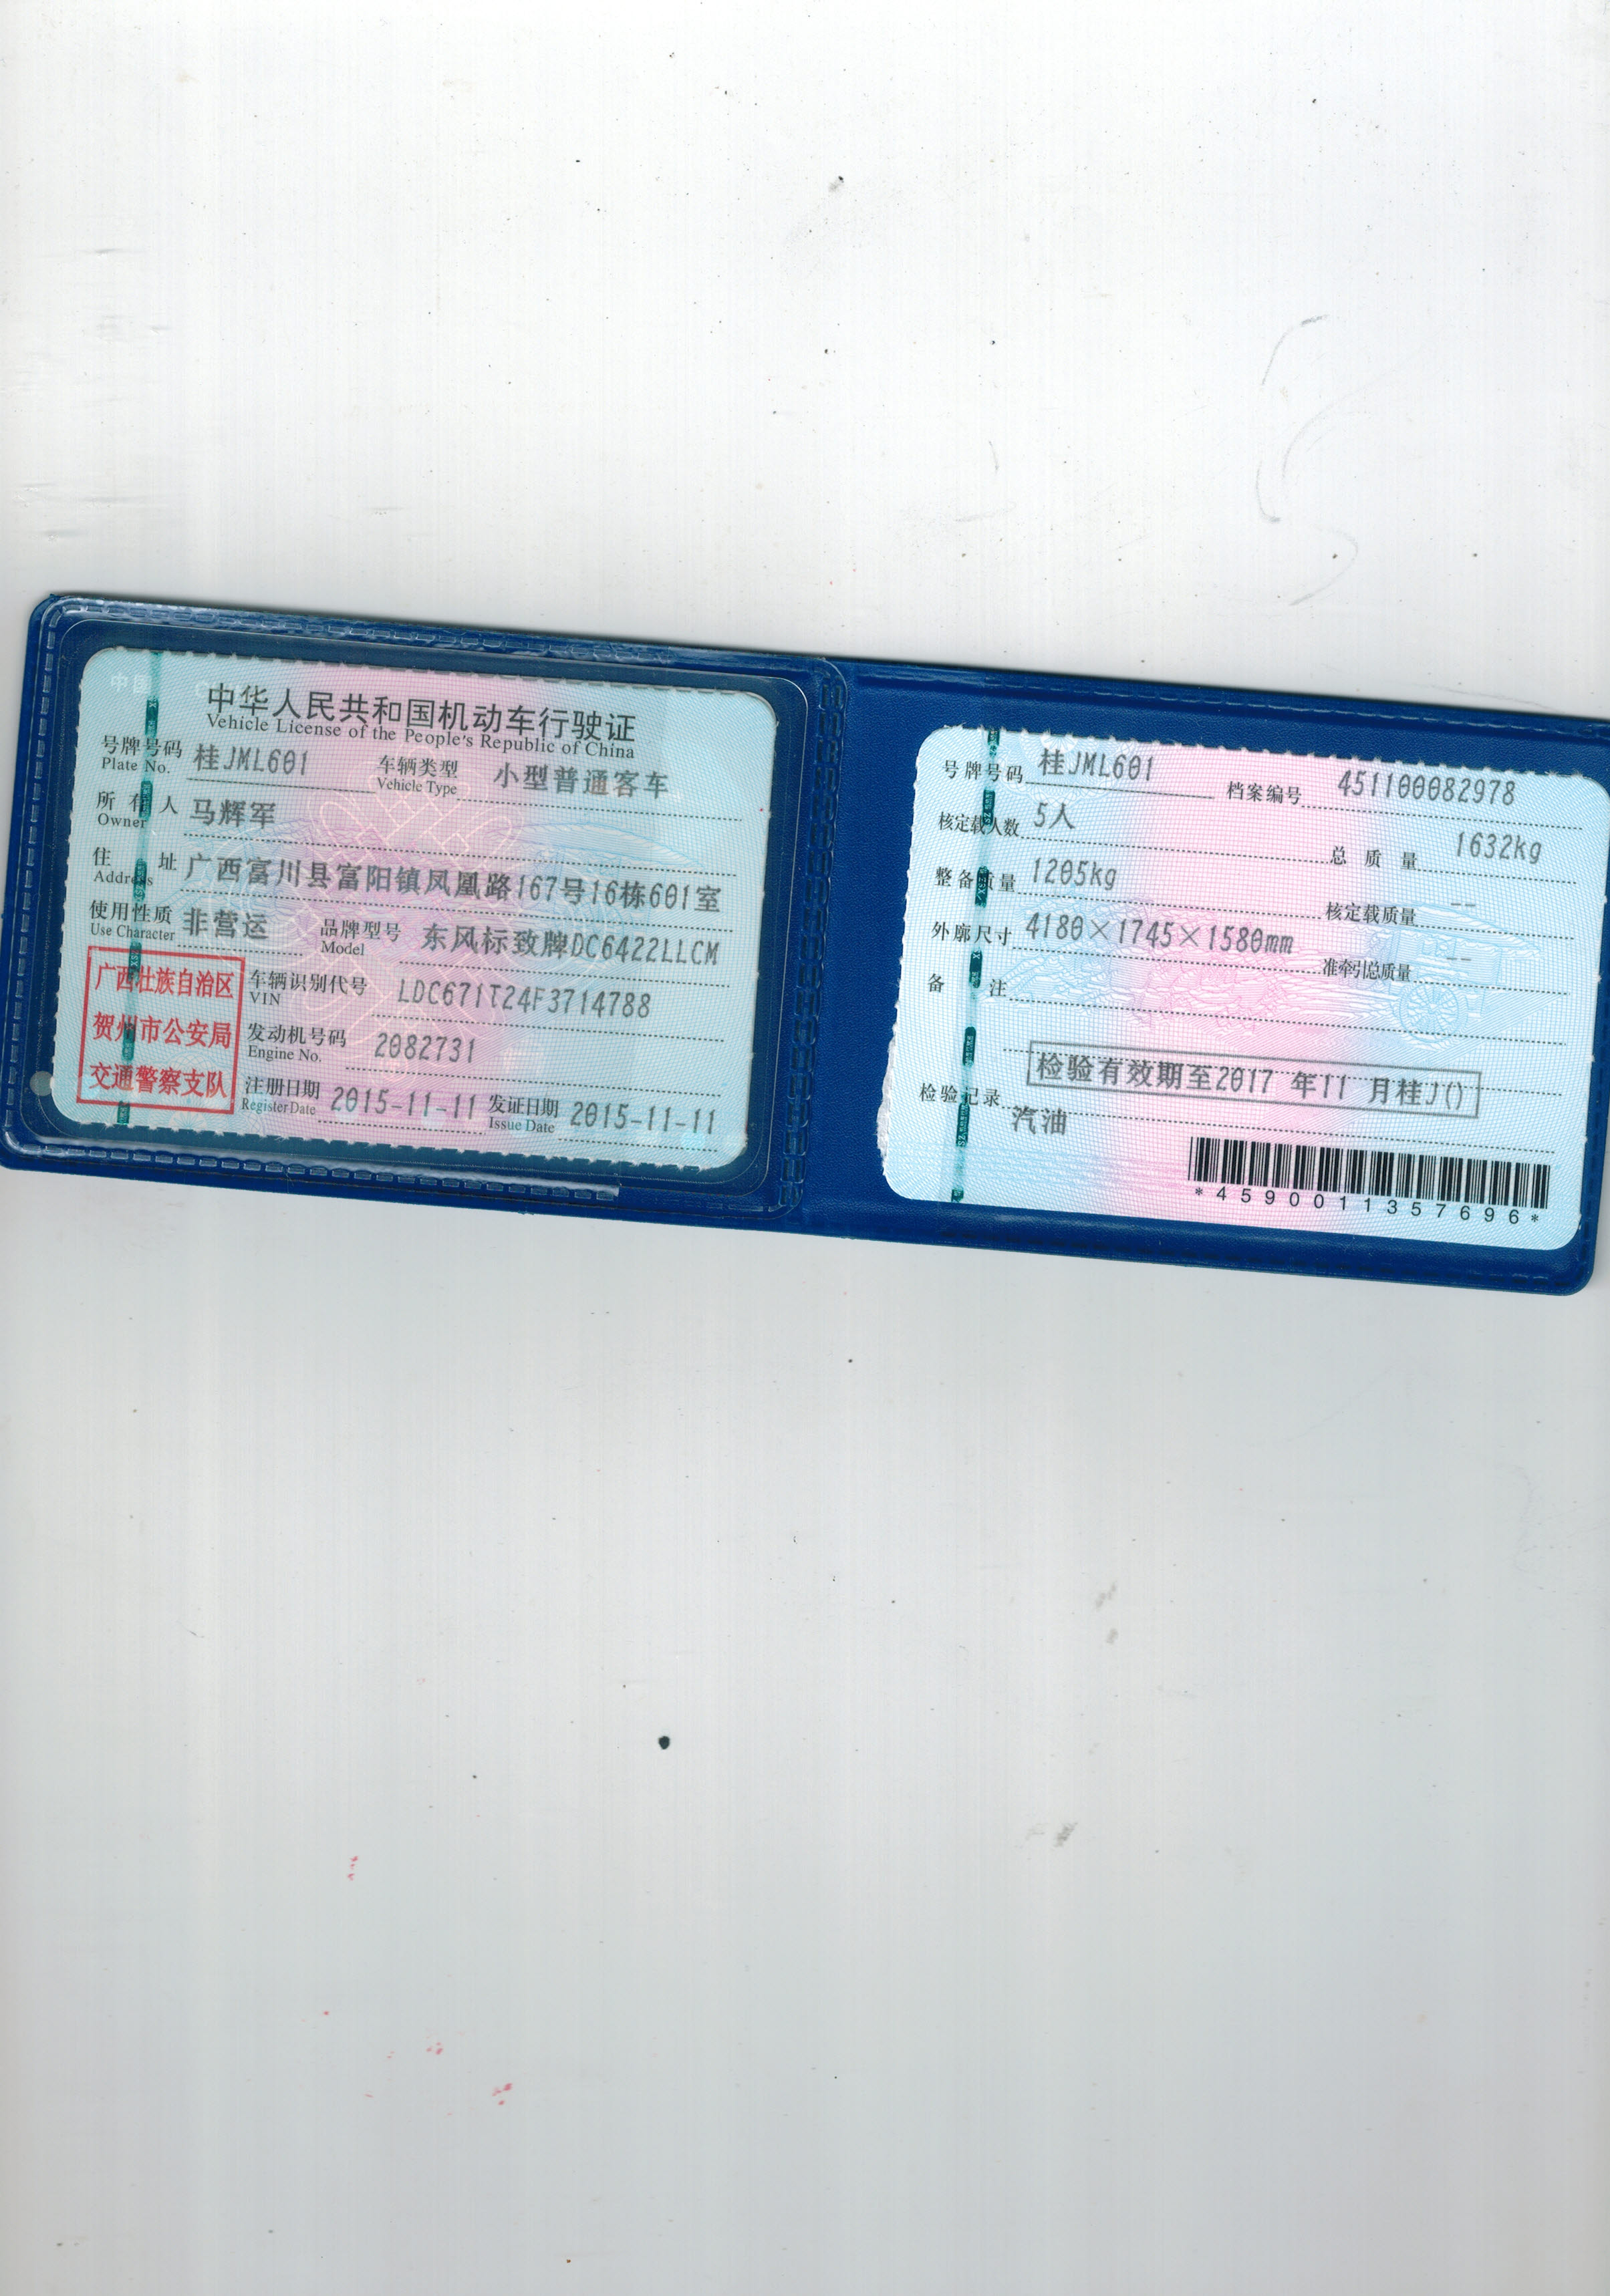 中华人民共和国机动车行驶证
Vehicle License of the People's Republic of China
号牌号码 桂JML601 车辆类型 小型普通客车
Plate No. Vehicle Type
所有人 马辉军
Owner
住址 广西富川县富阳镇凤凰路167号16栋601室
Address
使用性质 非营运 品牌型号 东风标致牌DC6422LLCM
Use Character Model
广西壮族自治区
贺州市公安局
交通警察支队
车辆识别代号 LDC671T24F3714788
VIN
发动机号码 2082731
Engine No.
注册日期 2015-11-11 发证日期 2015-11-11
Register Date Issue Date
号牌号码 桂JML601 档案编号 451100082978
核定载人数 5人 总质量 1632kg
整备质量 1205kg 核定载质量 --
外廓尺寸 4180×1745×1580mm 准牵引总质量 --
备注
检验记录 检验有效期至2017 年11 月桂J()
汽油
*4590011357696*